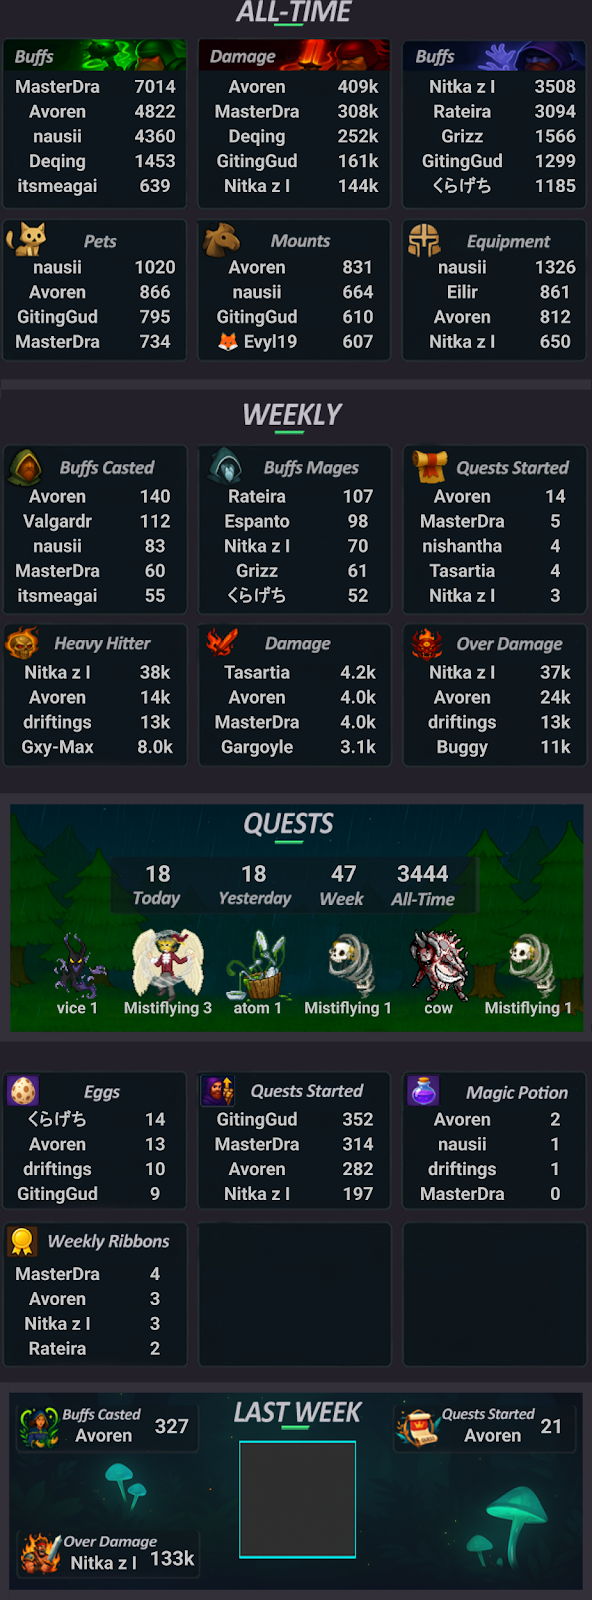 ALL-TIME
Buffs
MasterDra 7014
Avoren 4822
nausii 4360
Deqing 1453
itsmeagai 639
Damage
Avoren 409k
MasterDra 308k
Deqing 252k
GitingGud 161k
Nitka z l 144k
Buffs
Nitka z l 3508
Rateira 3094
Grizz 1566
GitingGud 1299
くらげち 1185
Pets
nausii 1020
Avoren 866
GitingGud 795
MasterDra 734
Mounts
Avoren 831
nausii 664
GitingGud 610
🦊 Evyl19 607
Equipment
nausii 1326
Eilir 861
Avoren 812
Nitka z l 650
WEEKLY
Buffs Casted
Avoren 140
Valgardr 112
nausii 83
MasterDra 60
itsmeagai 55
Buffs Mages
Rateira 107
Espanto 98
Nitka z l 70
Grizz 61
くらげち 52
Quests Started
Avoren 14
MasterDra 5
nishantha 4
Tasartia 4
Nitka z l 3
Heavy Hitter
Nitka z l 38k
Avoren 14k
driftings 13k
Gxy-Max 8.0k
Damage
Tasartia 4.2k
Avoren 4.0k
MasterDra 4.0k
Gargoyle 3.1k
Over Damage
Nitka z l 37k
Avoren 24k
driftings 13k
Buggy 11k
QUESTS
18 18 47 3444
Today Yesterday Week All-Time
vice 1 Mistiflying 3 atom 1 Mistiflying 1 cow Mistiflying 1
Eggs
くらげち 14
Avoren 13
driftings 10
GitingGud 9
Quests Started
GitingGud 352
MasterDra 314
Avoren 282
Nitka z l 197
Magic Potion
Avoren 2
nausii 1
driftings 1
MasterDra 0
Weekly Ribbons
MasterDra 4
Avoren 3
Nitka z l 3
Rateira 2
LAST WEEK
Buffs Casted
Avoren 327
Quests Started
Avoren 21
Over Damage
Nitka z l 133k